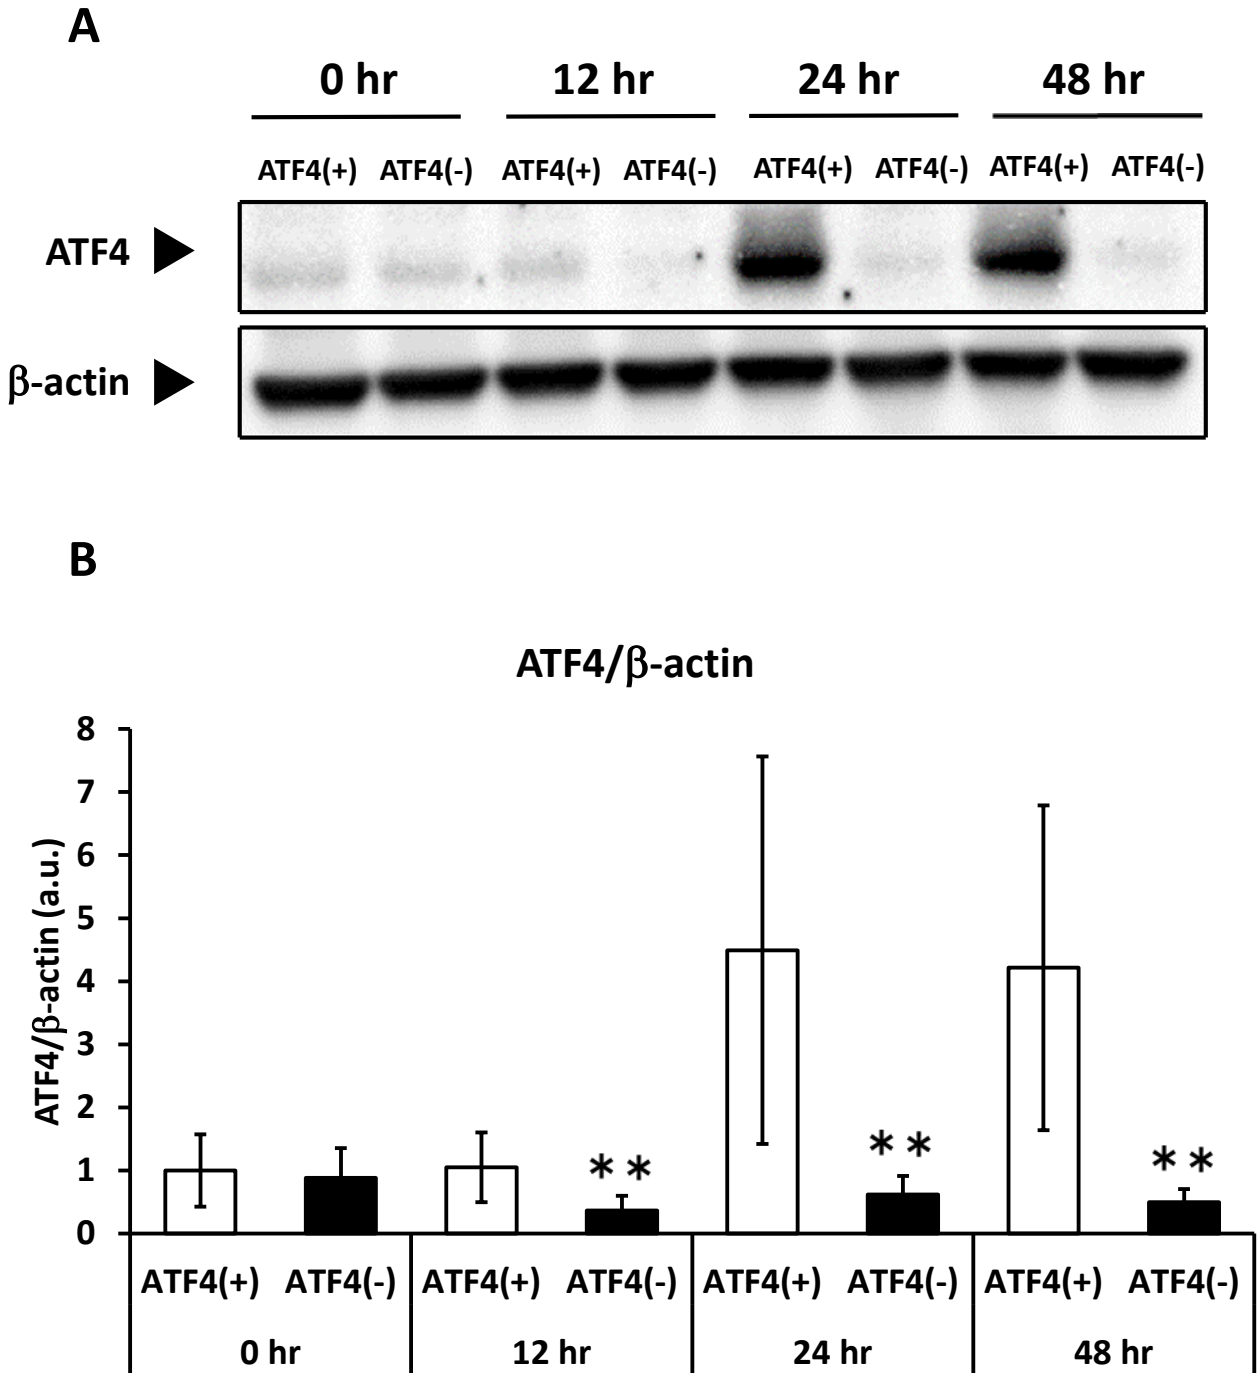 A
0 hr 12 hr 24 hr 48 hr
ATF4(+) ATF4(-) ATF4(+) ATF4(-) ATF4(+) ATF4(-) ATF4(+) ATF4(-)
ATF4
β-actin
B
ATF4/β-actin
ATF4/β-actin (a.u.)
8
7
6
5
4
3
2
1
0
** ** **
ATF4(+) ATF4(-) ATF4(+) ATF4(-) ATF4(+) ATF4(-) ATF4(+) ATF4(-)
0 hr 12 hr 24 hr 48 hr